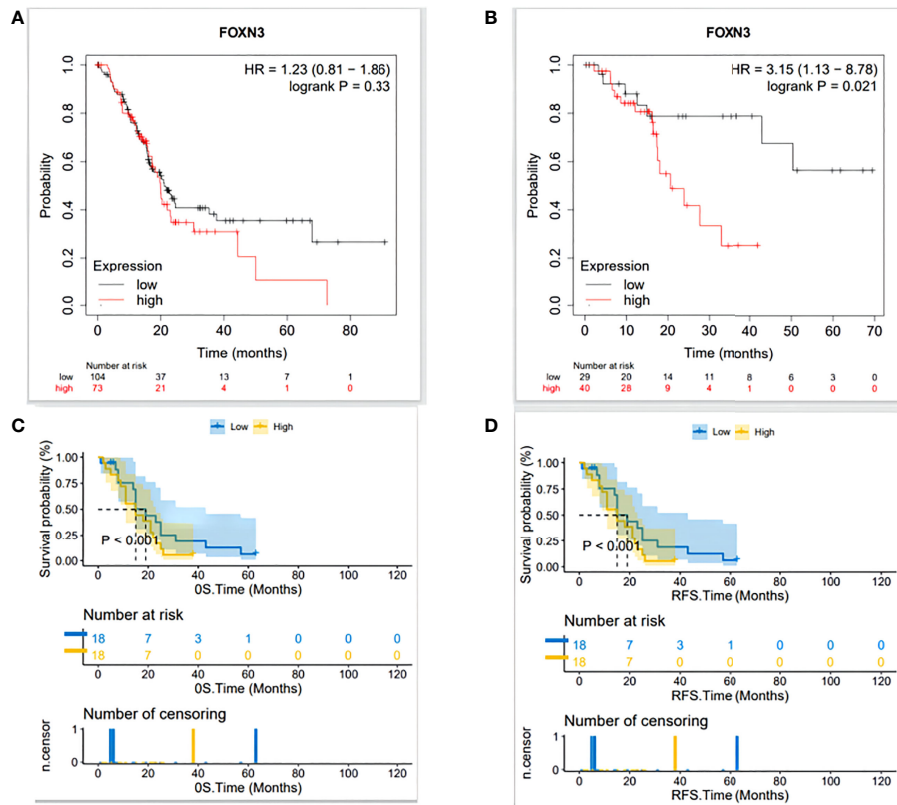 A
FOXN3
HR = 1.23 (0.81 − 1.86)
logrank P = 0.33
Probability
1.0
0.8
0.6
0.4
0.2
0.0
Expression
low
high
0 20 40 60 80
Time (months)
Number at risk
low 104 37 13 7 1
high 73 21 4 1 0
B
FOXN3
HR = 3.15 (1.13 − 8.78)
logrank P = 0.021
Probability
1.0
0.8
0.6
0.4
0.2
0.0
Expression
low
high
0 10 20 30 40 50 60 70
Time (months)
Number at risk
low 29 20 14 11 8 6 3 0
high 40 28 9 4 1 0 0 0
C
Low High
Survival probability (%)
1.00
0.75
0.50
0.25
0.00
P < 0.001
0 20 40 60 80 100 120
0S.Time (Months)
Number at risk
18 7 3 1 0 0 0
18 7 0 0 0 0 0
0 20 40 60 80 100 120
0S.Time (Months)
Number of censoring
n.censor
1
0
0 20 40 60 80 100 120
0S.Time (Months)
D
Low High
Survival probability (%)
1.00
0.75
0.50
0.25
0.00
P < 0.001
0 20 40 60 80 100 120
RFS.Time (Months)
Number at risk
18 7 3 1 0 0 0
18 7 0 0 0 0 0
0 20 40 60 80 100 120
RFS.Time (Months)
Number of censoring
n.censor
1
0
0 20 40 60 80 100 120
RFS.Time (Months)